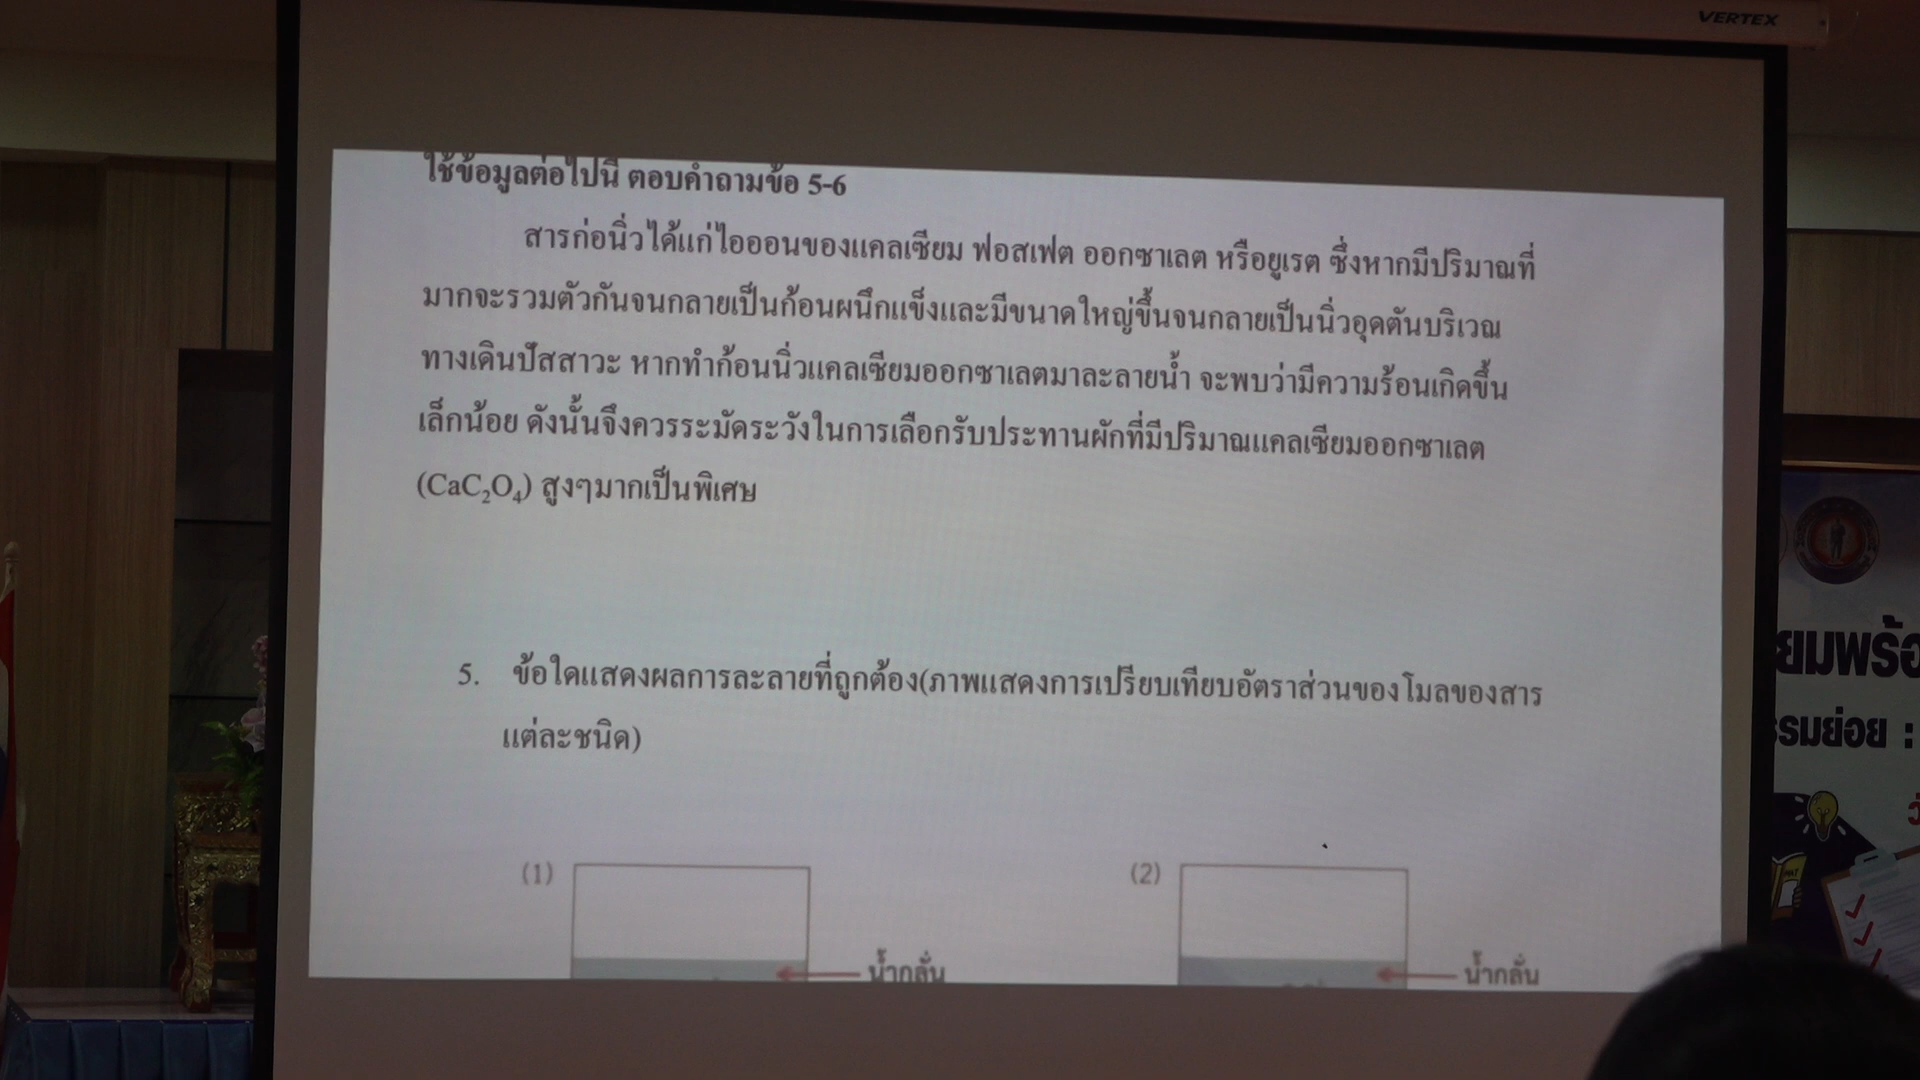 VERTEX
ใช้ข้อมูลต่อไปนี้ ตอบคำถามข้อ 5-6
สารก่อนิ่วได้แก่ไอออนของแคลเซียม ฟอสเฟต ออกซาเลต หรือยูเรต ซึ่งหากมีปริมาณที่
มากจะรวมตัวกันจนกลายเป็นก้อนผนึกแข็งและมีขนาดใหญ่ขึ้นจนกลายเป็นนิ่วอุดตันบริเวณ
ทางเดินปัสสาวะ หากทำก้อนนิ่วแคลเซียมออกซาเลตมาละลายน้ำ จะพบว่ามีความร้อนเกิดขึ้น
เล็กน้อย ดังนั้นจึงควรระมัดระวังในการเลือกรับประทานผักที่มีปริมาณแคลเซียมออกซาเลต
(CaC₂O₄) สูงๆมากเป็นพิเศษ
5. ข้อใดแสดงผลการละลายที่ถูกต้อง(ภาพแสดงการเปรียบเทียบอัตราส่วนของโมลของสาร
แต่ละชนิด)
(1) (2)
น้ำกลั่น น้ำกลั่น
ยมพร้อ
รมย่อย :